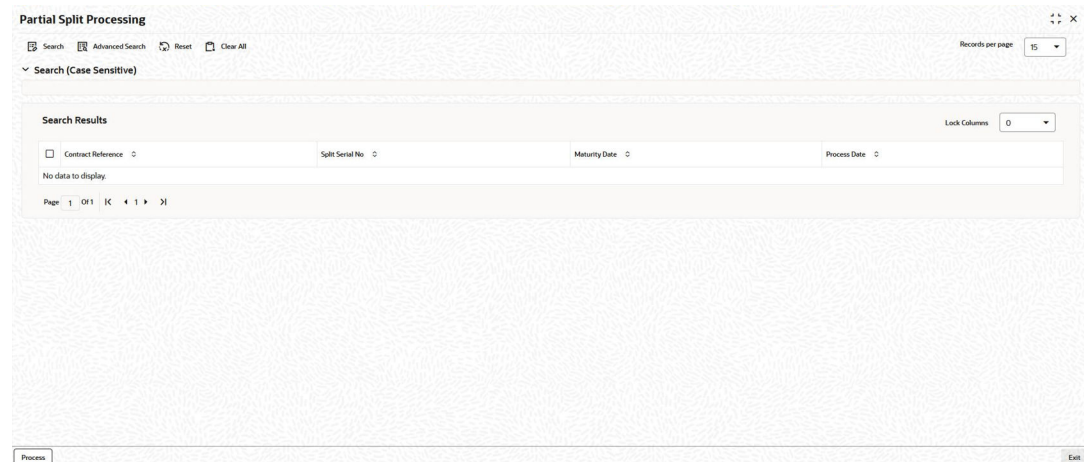 Partial Split Processing
Search Advanced Search Reset Clear All Records per page 15
Search (Case Sensitive)
Search Results Lock Columns 0
Contract Reference Split Serial No Maturity Date Process Date
No data to display.
Page 1 Of 1 1
Process Exit